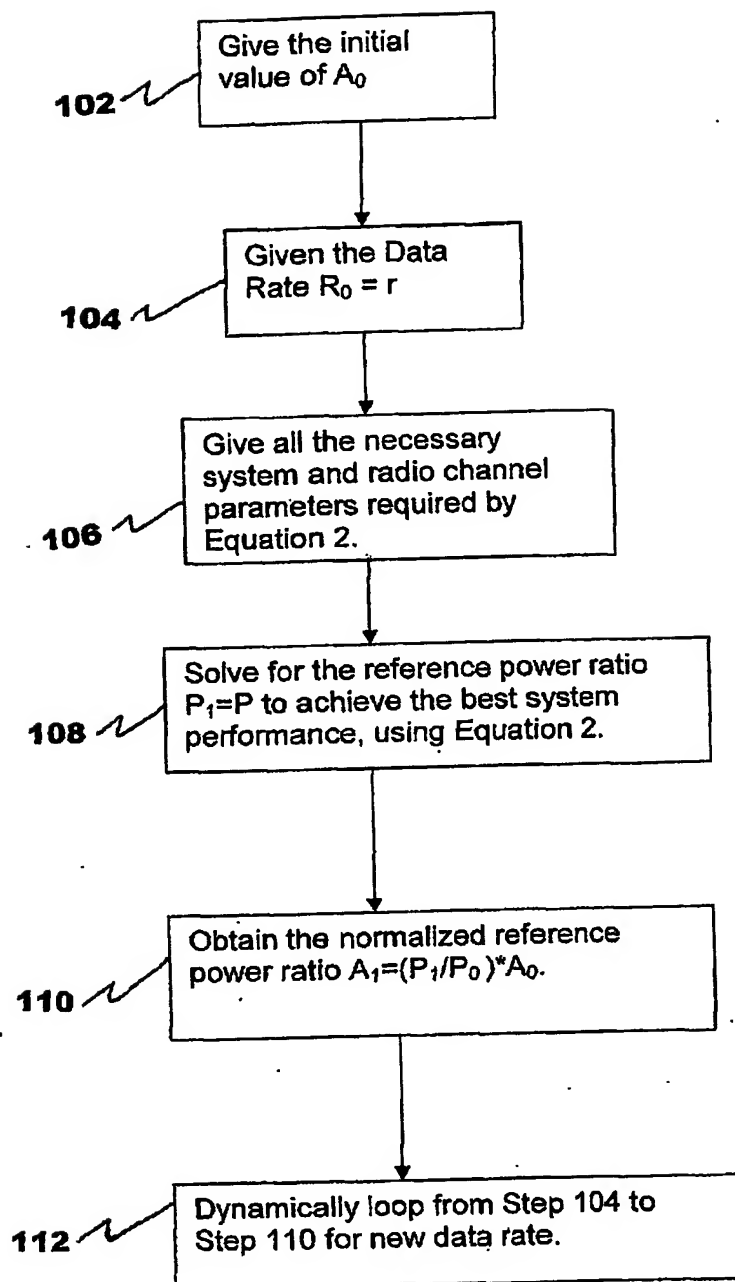 Give the initial
value of A₀
102
Given the Data
Rate R₀ = r
104
Give all the necessary
system and radio channel
parameters required by
Equation 2.
106
Solve for the reference power ratio
P₁=P to achieve the best system
performance, using Equation 2.
108
Obtain the normalized reference
power ratio A₁=(P₁/P₀)*A₀.
110
Dynamically loop from Step 104 to
Step 110 for new data rate.
112